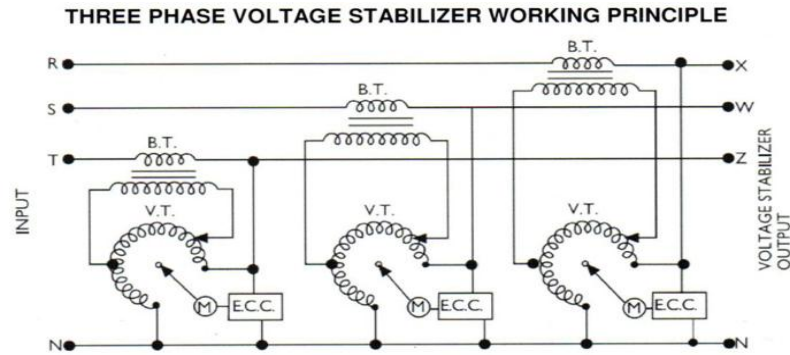 THREE PHASE VOLTAGE STABILIZER WORKING PRINCIPLE
B.T.
R
X
B.T.
S
W
B.T.
T
Z
INPUT
V.T.
V.T.
V.T.
VOLTAGE STABILIZER
OUTPUT
M
E.C.C.
M
E.C.C.
M
E.C.C.
N
N